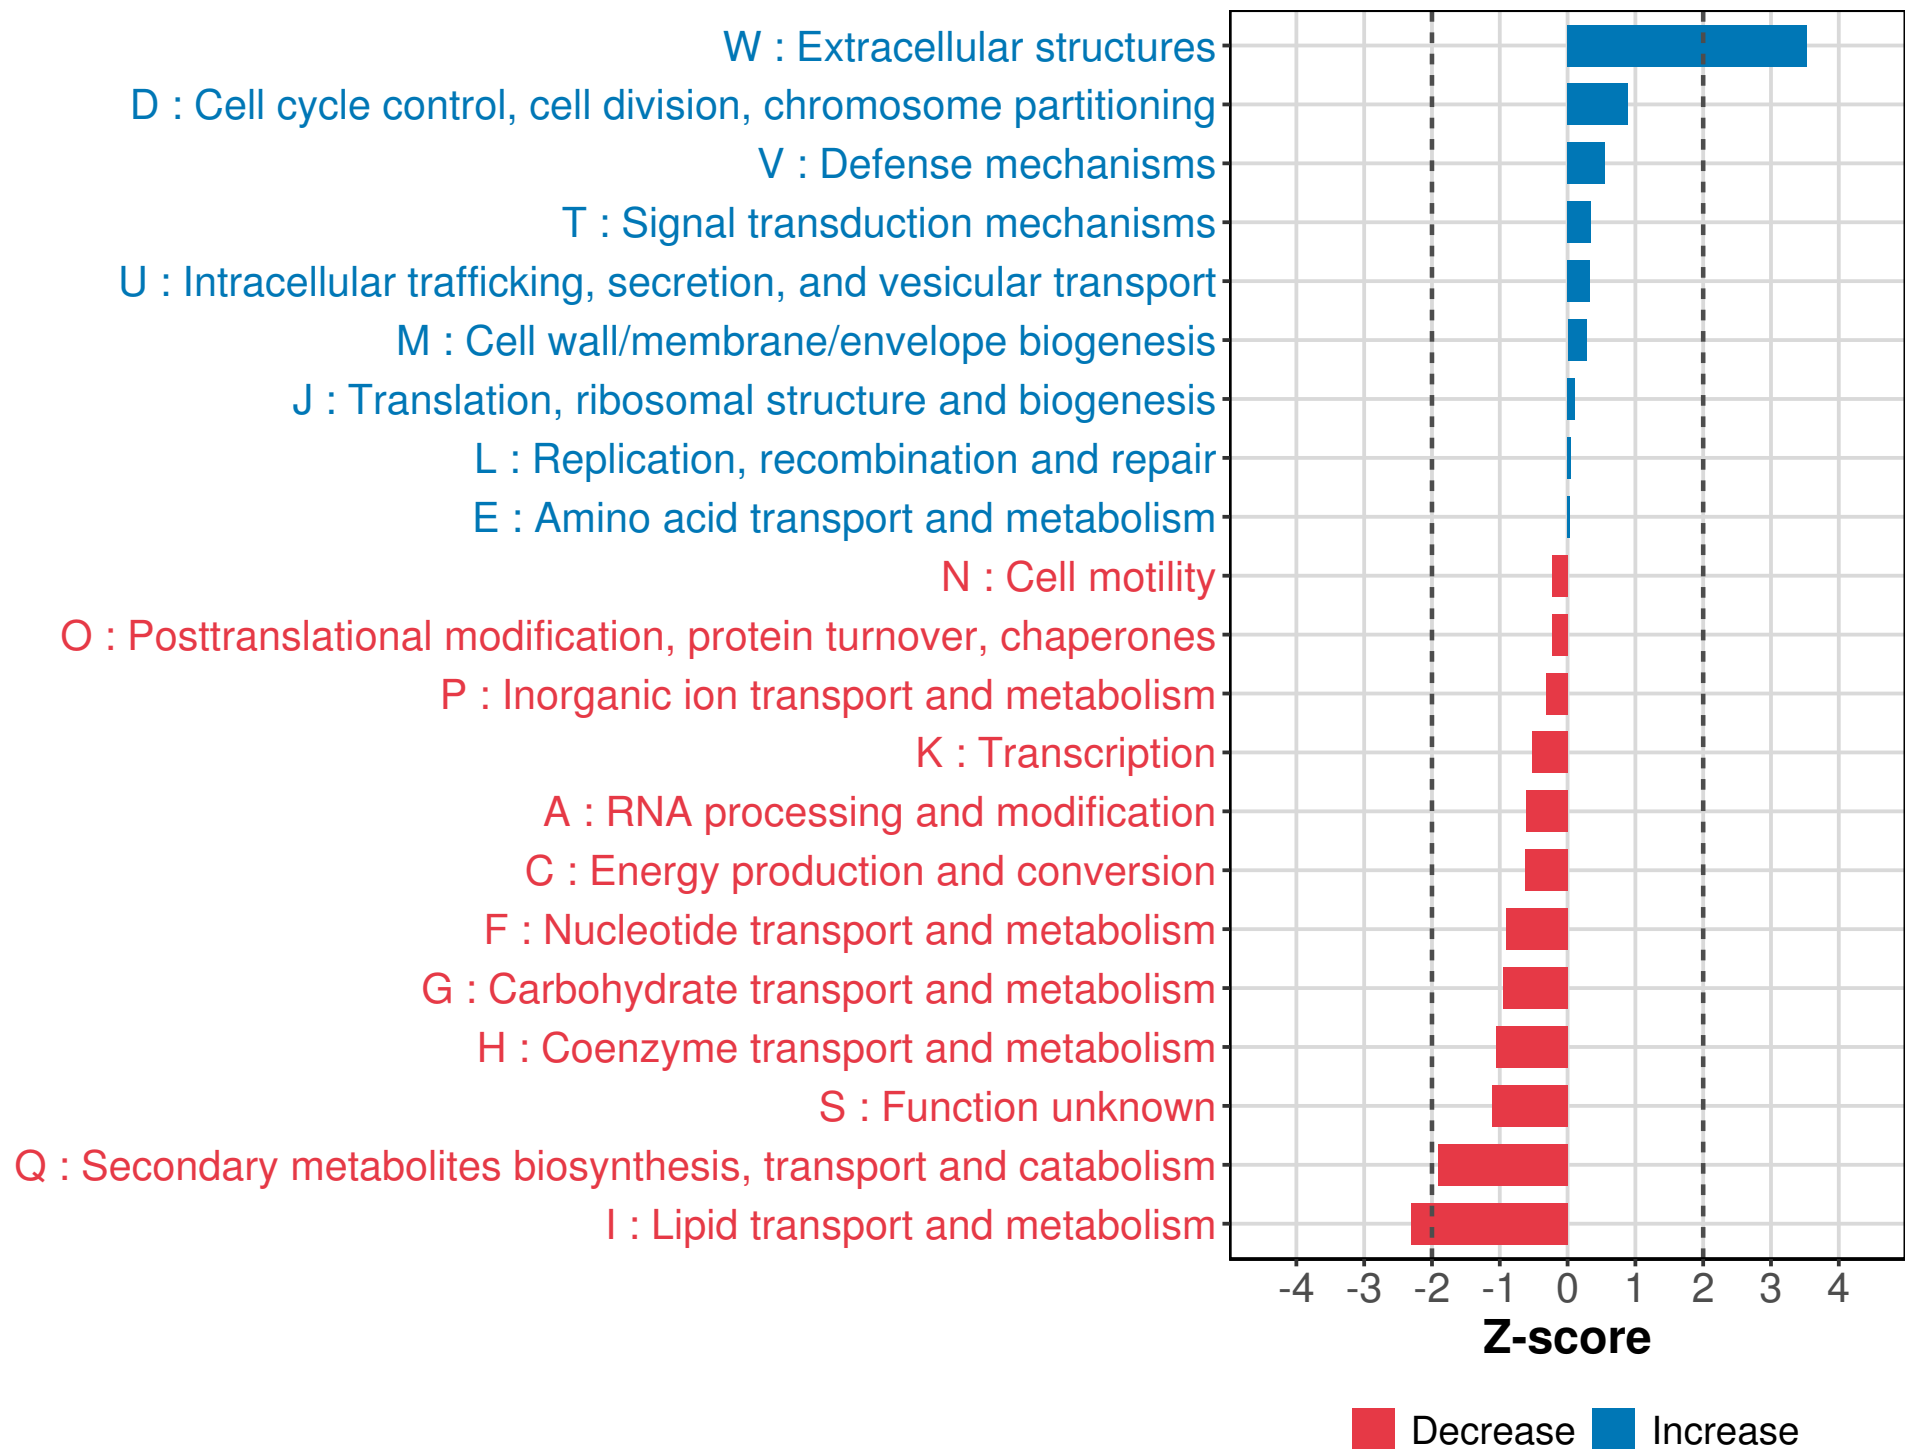 W : Extracellular structures
D : Cell cycle control, cell division, chromosome partitioning
V : Defense mechanisms
T : Signal transduction mechanisms
U : Intracellular trafficking, secretion, and vesicular transport
M : Cell wall/membrane/envelope biogenesis
J : Translation, ribosomal structure and biogenesis
L : Replication, recombination and repair
E : Amino acid transport and metabolism
N : Cell motility
O : Posttranslational modification, protein turnover, chaperones
P : Inorganic ion transport and metabolism
K : Transcription
A : RNA processing and modification
C : Energy production and conversion
F : Nucleotide transport and metabolism
G : Carbohydrate transport and metabolism
H : Coenzyme transport and metabolism
S : Function unknown
Q : Secondary metabolites biosynthesis, transport and catabolism
I : Lipid transport and metabolism
-4 -3 -2 -1 0 1 2 3 4
Z-score
Decrease Increase